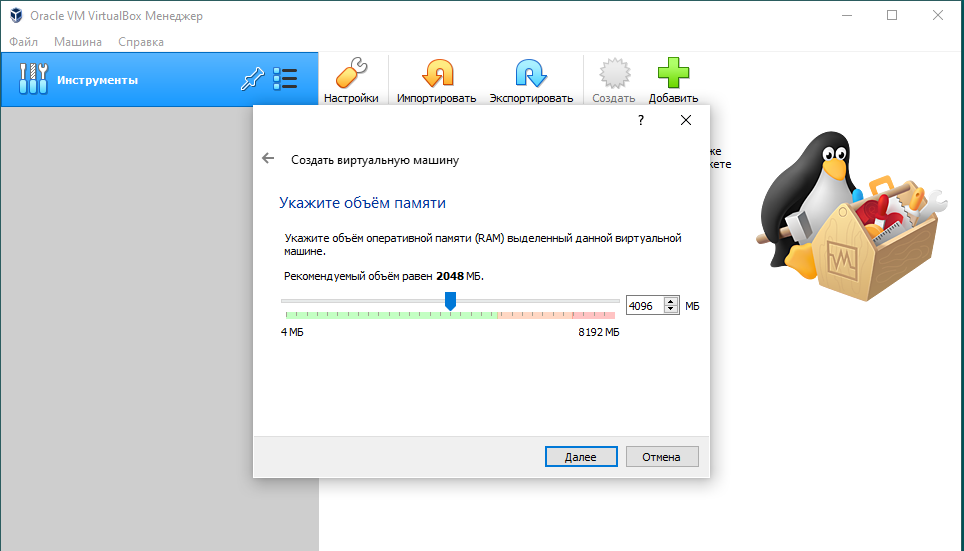 Oracle VM VirtualBox Менеджер
Файл Машина Справка
Инструменты
Настройки Импортировать Экспортировать Создать Добавить
?
Создать виртуальную машину
Укажите объём памяти
Укажите объём оперативной памяти (RAM) выделенный данной виртуальной
машине.
Рекомендуемый объём равен 2048 МБ.
4096 МБ
4 МБ 8192 МБ
Далее Отмена